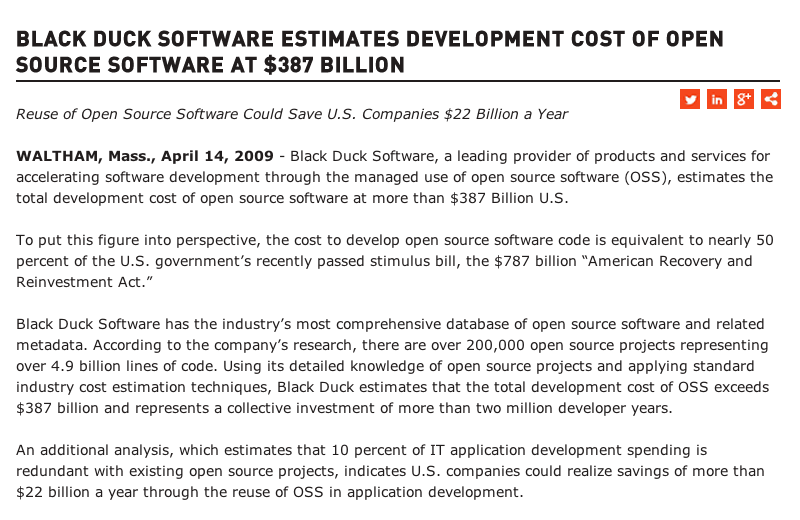 BLACK DUCK SOFTWARE ESTIMATES DEVELOPMENT COST OF OPEN
SOURCE SOFTWARE AT $387 BILLION
Reuse of Open Source Software Could Save U.S. Companies $22 Billion a Year
WALTHAM, Mass., April 14, 2009 - Black Duck Software, a leading provider of products and services for
accelerating software development through the managed use of open source software (OSS), estimates the
total development cost of open source software at more than $387 Billion U.S.
To put this figure into perspective, the cost to develop open source software code is equivalent to nearly 50
percent of the U.S. government’s recently passed stimulus bill, the $787 billion “American Recovery and
Reinvestment Act.”
Black Duck Software has the industry’s most comprehensive database of open source software and related
metadata. According to the company’s research, there are over 200,000 open source projects representing
over 4.9 billion lines of code. Using its detailed knowledge of open source projects and applying standard
industry cost estimation techniques, Black Duck estimates that the total development cost of OSS exceeds
$387 billion and represents a collective investment of more than two million developer years.
An additional analysis, which estimates that 10 percent of IT application development spending is
redundant with existing open source projects, indicates U.S. companies could realize savings of more than
$22 billion a year through the reuse of OSS in application development.